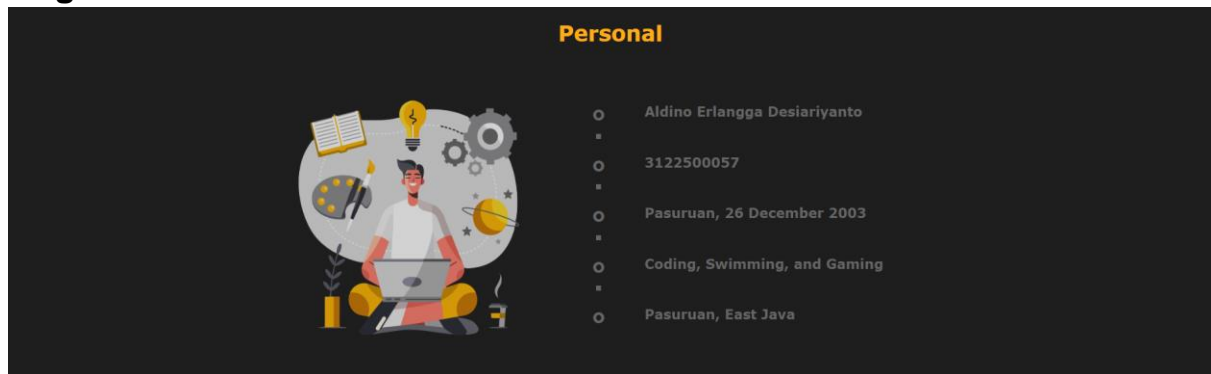 Personal
Aldino Erlangga Desiariyanto
3122500057
Pasuruan, 26 December 2003
Coding, Swimming, and Gaming
Pasuruan, East Java